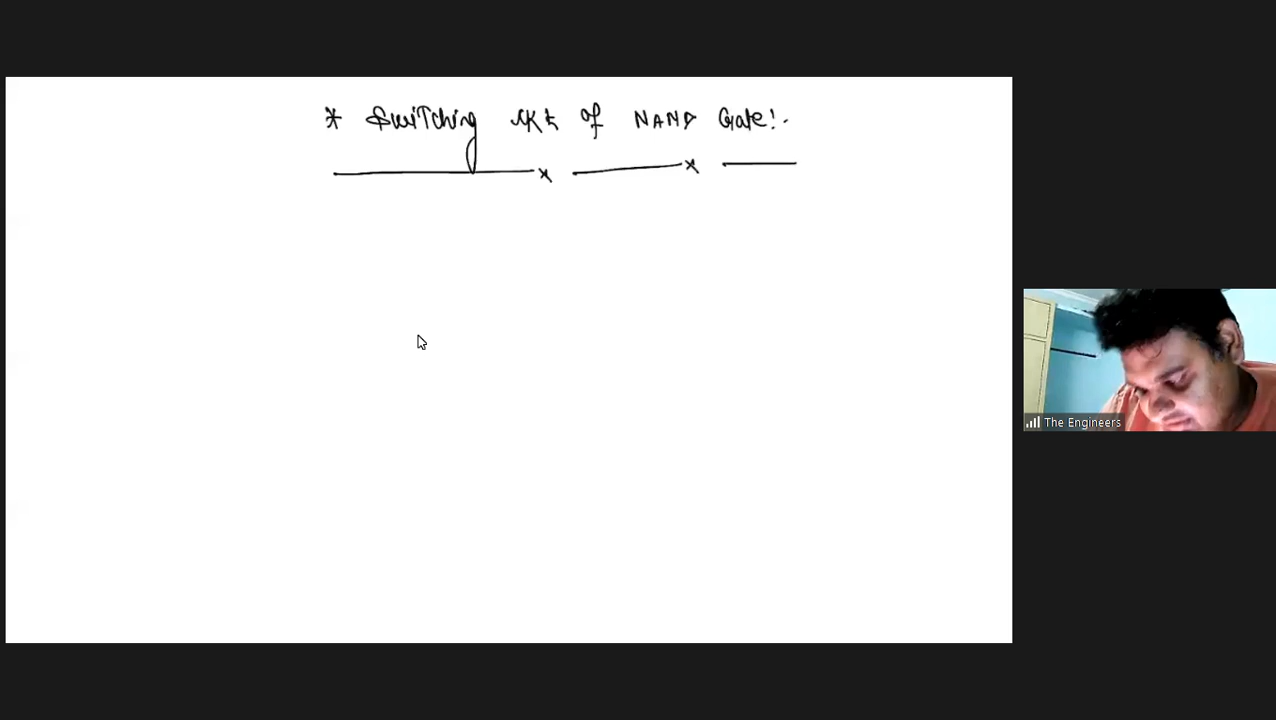 * Switching ckt of NAND Gate:-
The Engineers